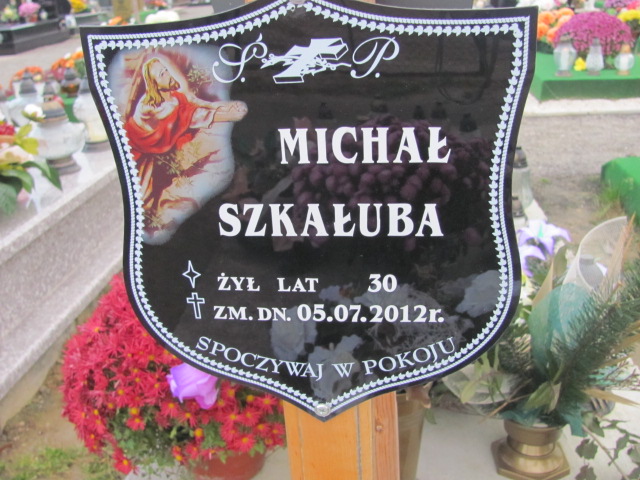 Ś. P.
MICHAŁ
SZKAŁUBA
ŻYŁ LAT 30
ZM. DN. 05.07.2012r.
SPOCZYWAJ W POKOJU